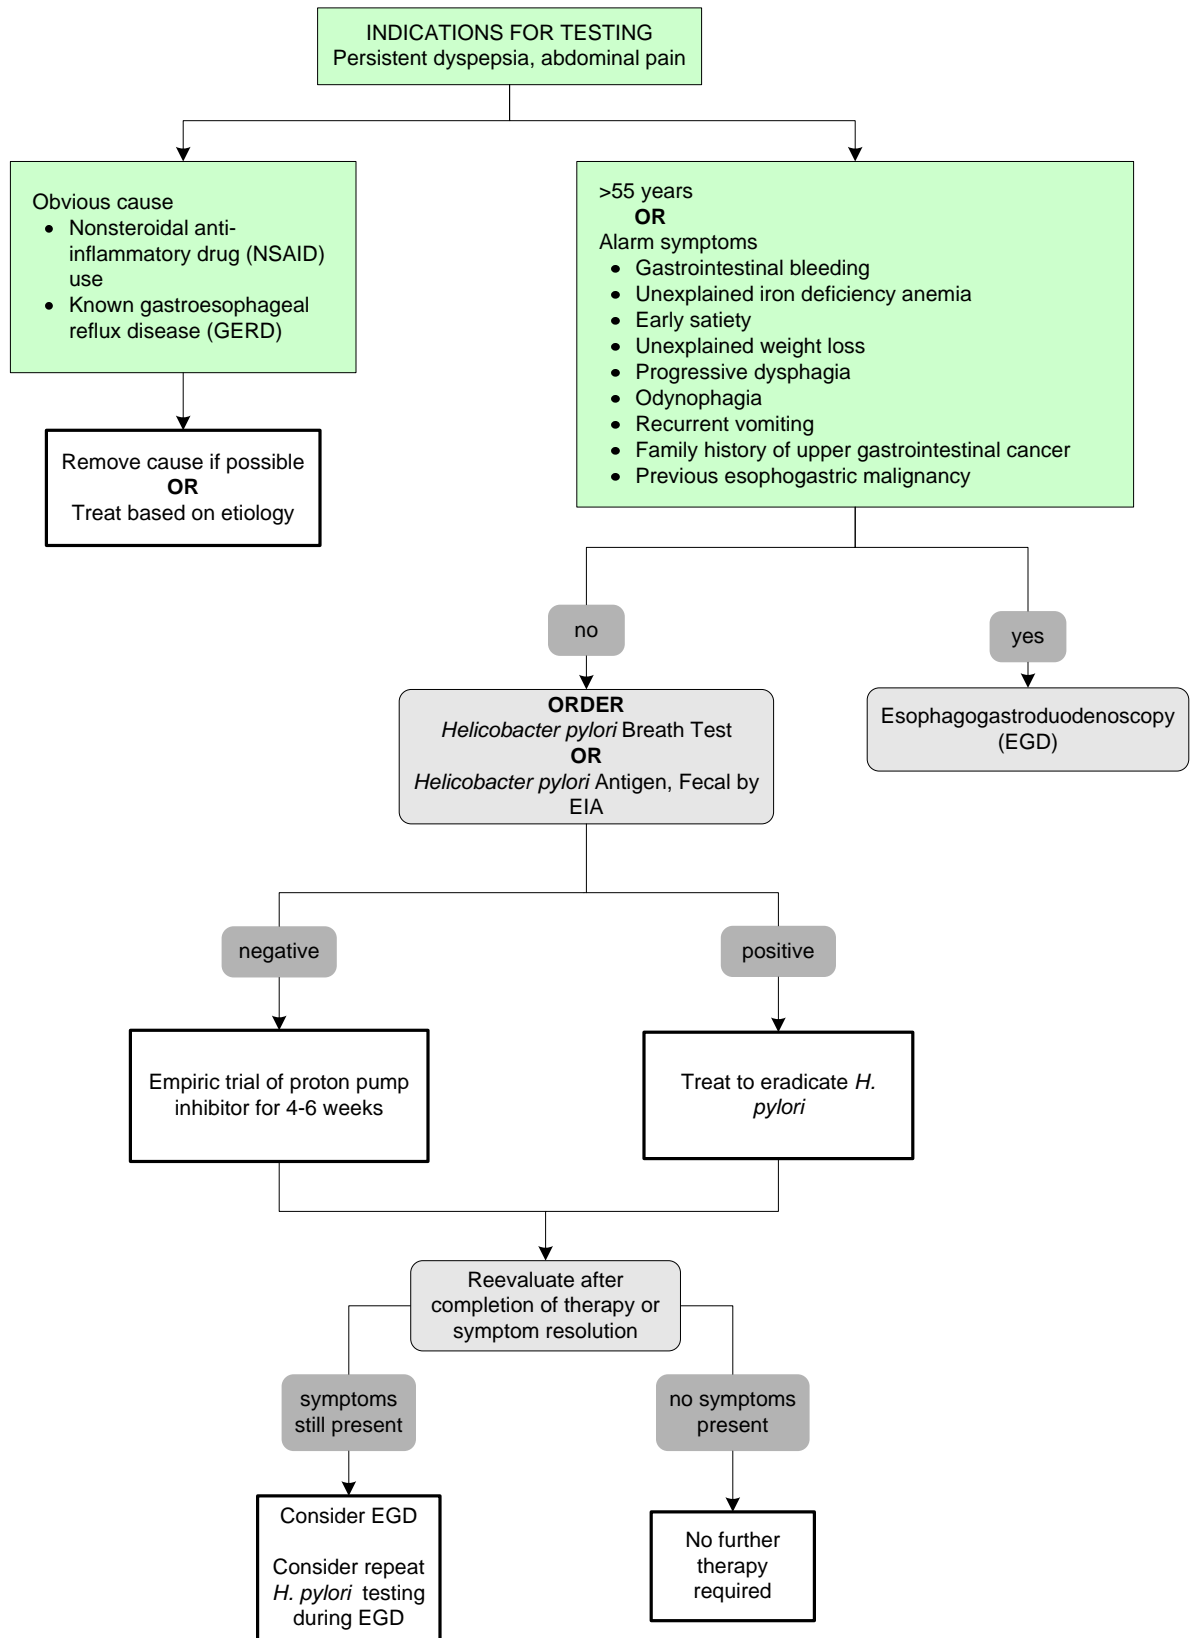 INDICATIONS FOR TESTING
Persistent dyspepsia, abdominal pain
Obvious cause
• Nonsteroidal anti-
inflammatory drug (NSAID)
use
• Known gastroesophageal
reflux disease (GERD)
>55 years
OR
Alarm symptoms
• Gastrointestinal bleeding
• Unexplained iron deficiency anemia
• Early satiety
• Unexplained weight loss
• Progressive dysphagia
• Odynophagia
• Recurrent vomiting
• Family history of upper gastrointestinal cancer
• Previous esophogastric malignancy
Remove cause if possible
OR
Treat based on etiology
no
yes
ORDER
Helicobacter pylori Breath Test
OR
Helicobacter pylori Antigen, Fecal by
EIA
Esophagogastroduodenoscopy
(EGD)
negative
positive
Empiric trial of proton pump
inhibitor for 4-6 weeks
Treat to eradicate H.
pylori
Reevaluate after
completion of therapy or
symptom resolution
symptoms
still present
no symptoms
present
Consider EGD
Consider repeat
H. pylori testing
during EGD
No further
therapy
required